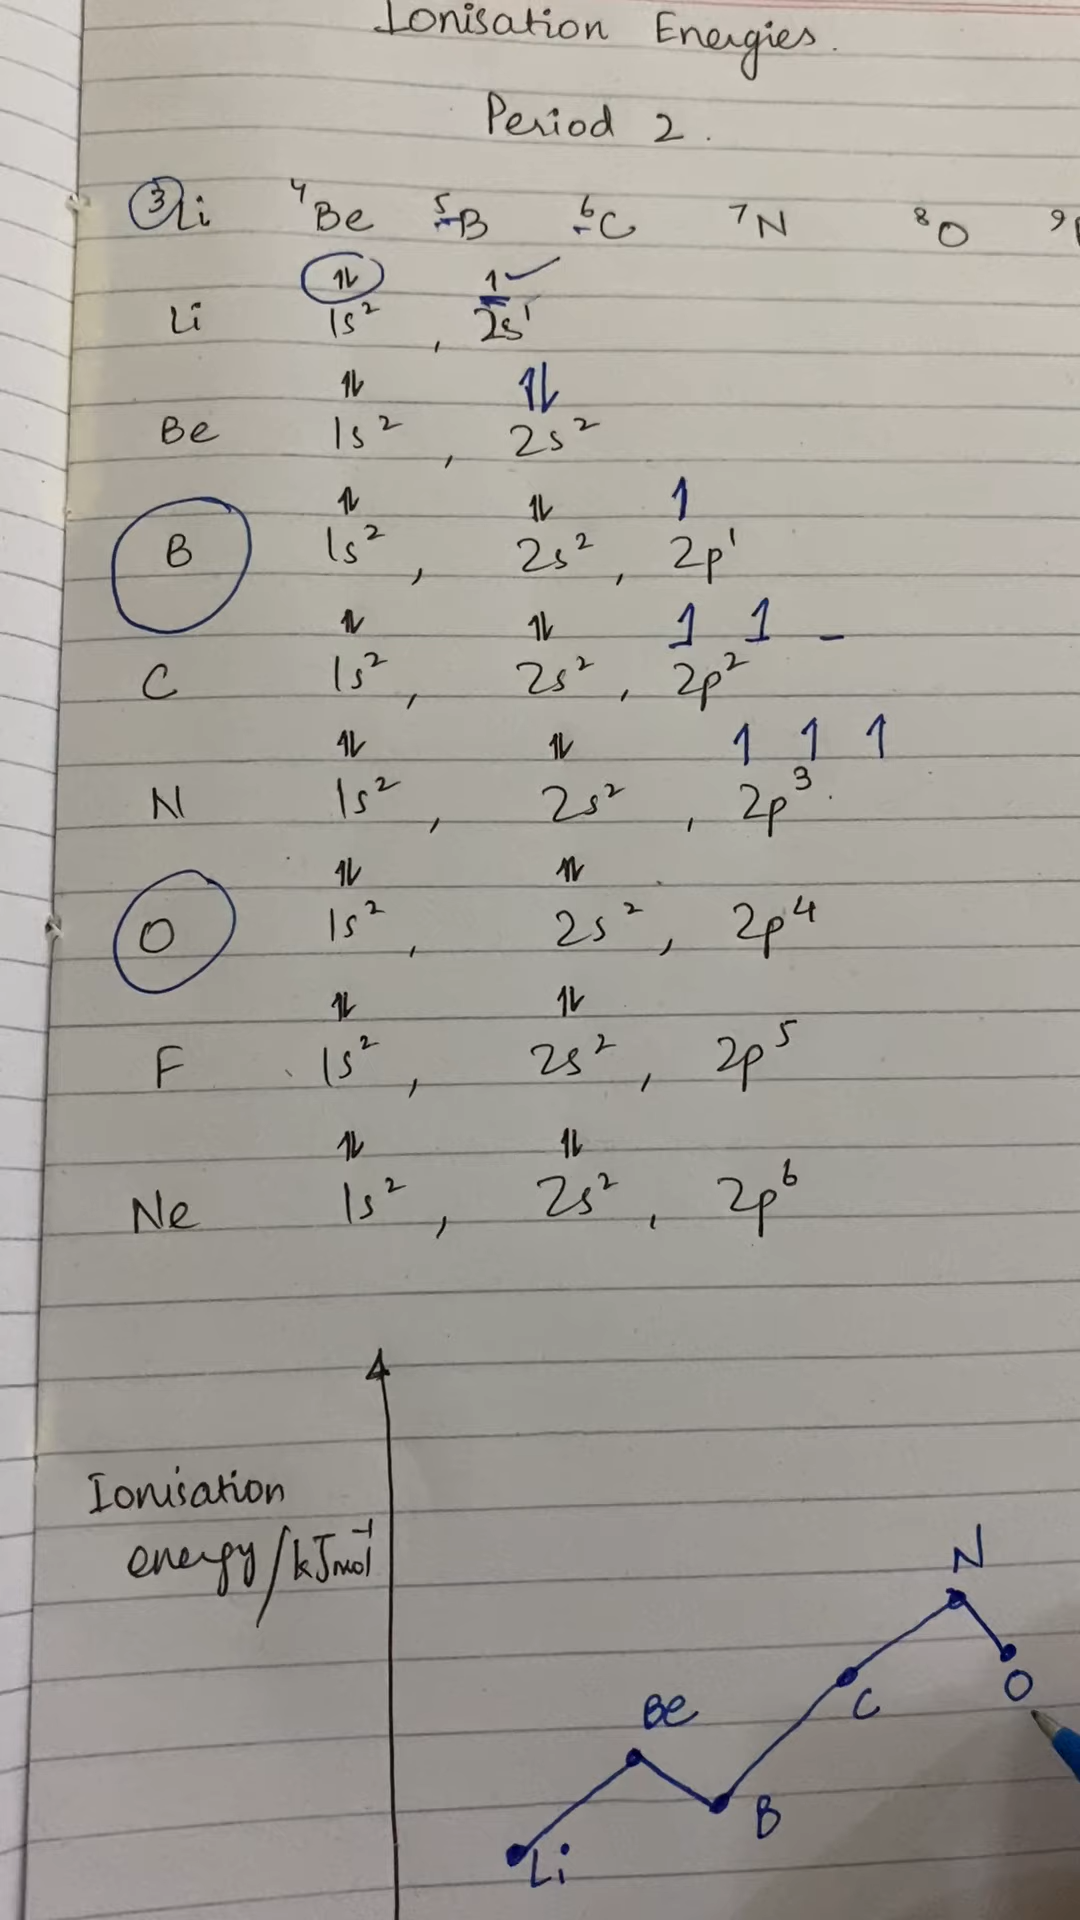 Ionisation Energies.
Period 2.
³Li ⁴Be ⁵B ⁶C ⁷N ⁸O ⁹
↿⇂ ↿
Li 1s², 2s¹
↿⇂ ↿⇂
Be 1s², 2s²
↿⇂ ↿⇂ ↿
B 1s², 2s², 2p¹
↿⇂ ↿⇂ ↿ ↿ _
C 1s², 2s², 2p²
↿⇂ ↿⇂ ↿ ↿ ↿
N 1s², 2s², 2p³.
↿⇂ ↿⇂
O 1s², 2s², 2p⁴
↿⇂ ↿⇂
F 1s², 2s², 2p⁵
↿⇂ ↿⇂
Ne 1s², 2s², 2p⁶
Ionisation
energy/kJmol⁻¹
N
O
C
Be
B
Li